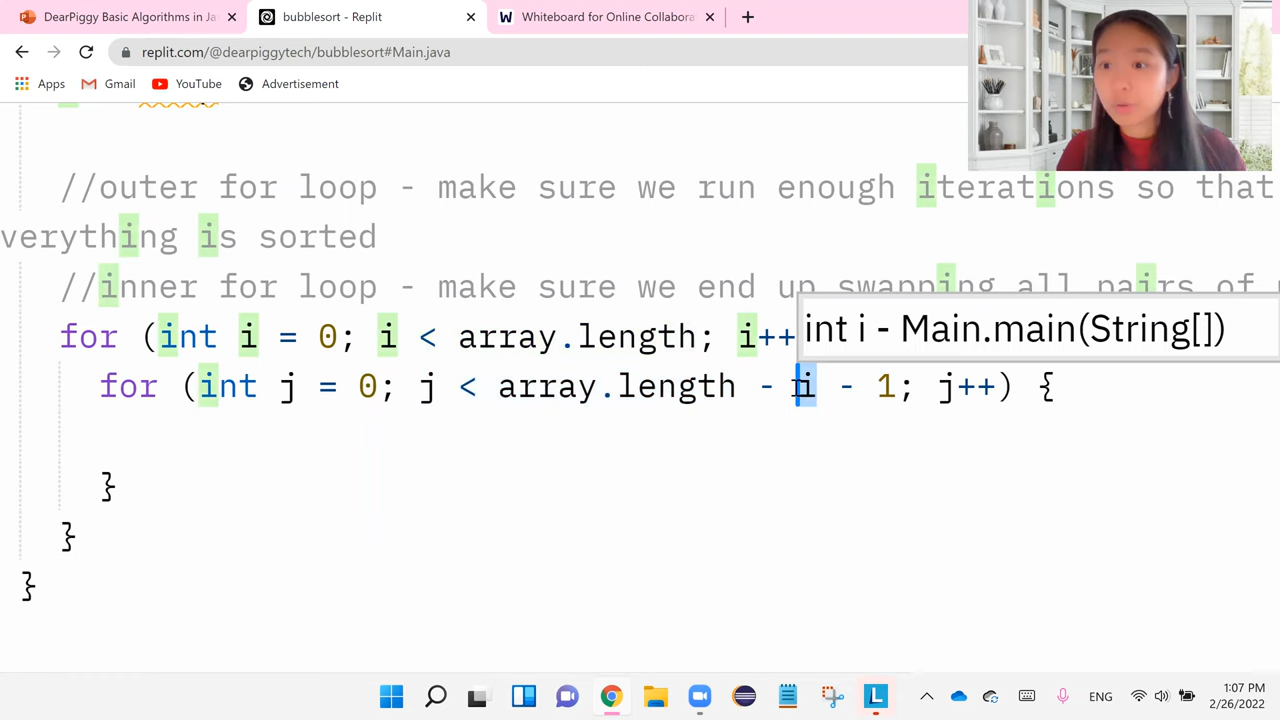 DearPiggy Basic Algorithms in Ja
bubblesort - Replit
Whiteboard for Online Collabora
replit.com/@dearpiggytech/bubblesort#Main.java
Apps
Gmail
YouTube
Advertisement
//outer for loop - make sure we run enough iterations so that
verything is sorted
//inner for loop - make sure we end up swapping all pairs of
int i - Main.main(String[])
for (int i = 0; i < array.length; i++
for (int j = 0; j < array.length - i - 1; j++) {
}
}
}
ENG
1:07 PM
2/26/2022